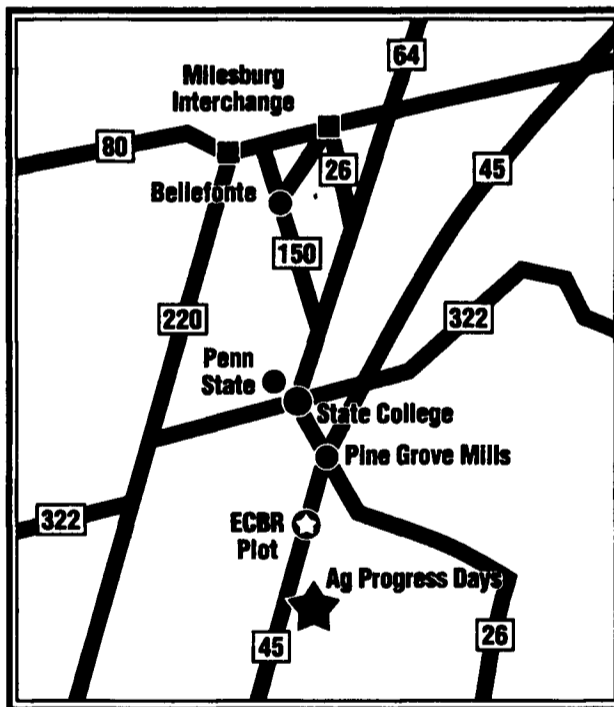 64
Milesburg
Interchange
80
26
45
Bellefonte
150
220
322
Penn
State
State College
Pine Grove Mills
322
ECBR
Plot
Ag Progress Days
45
26